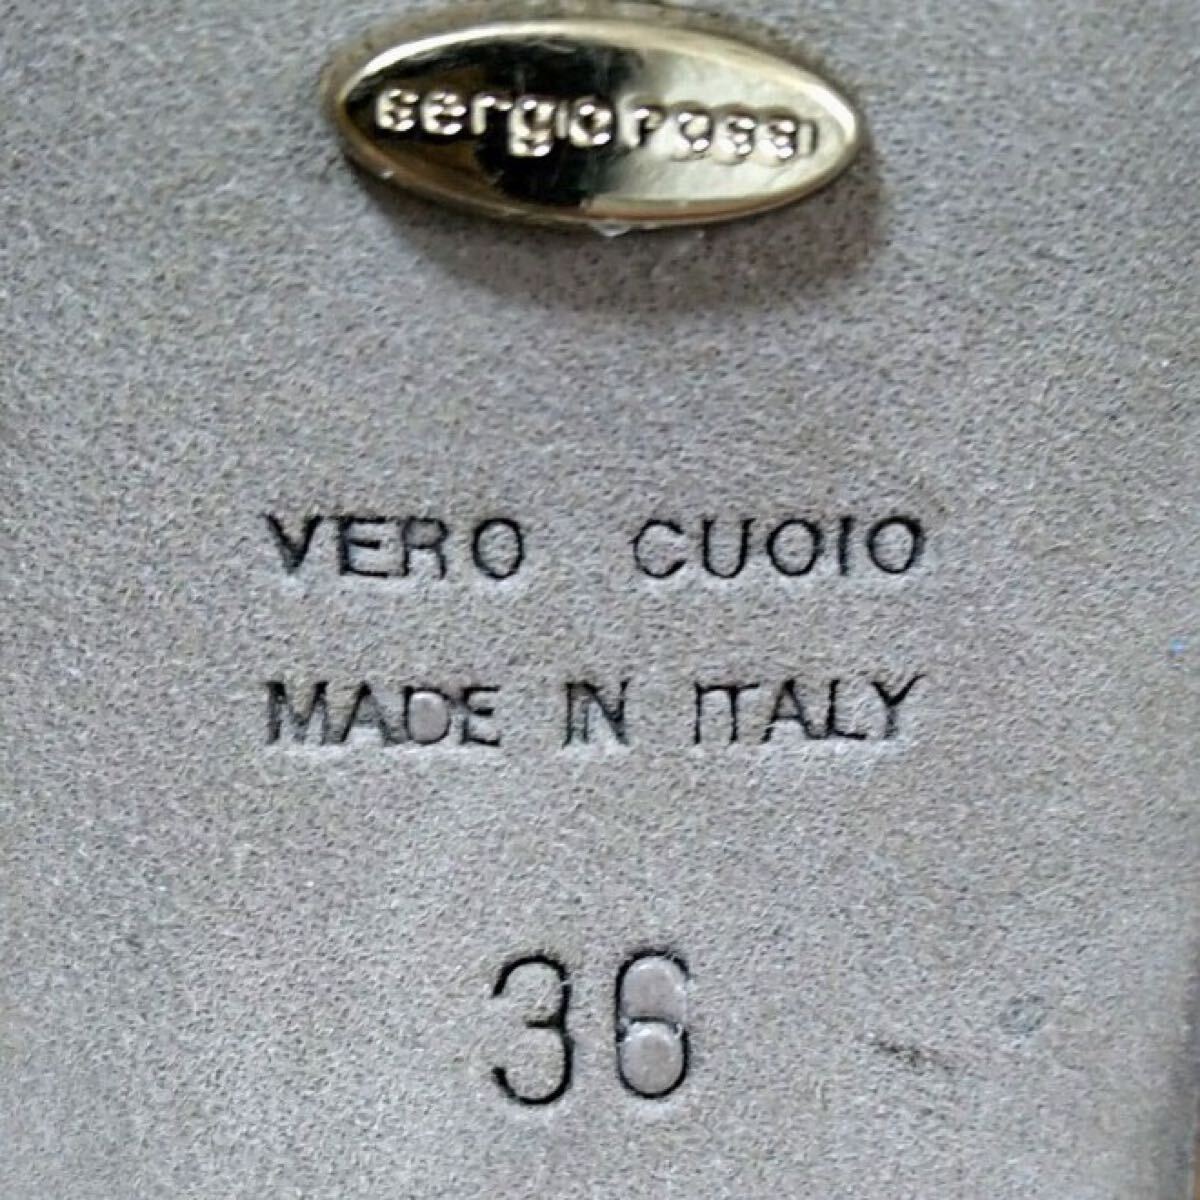 sergio rossi
VERO CUOIO
MADE IN ITALY
36